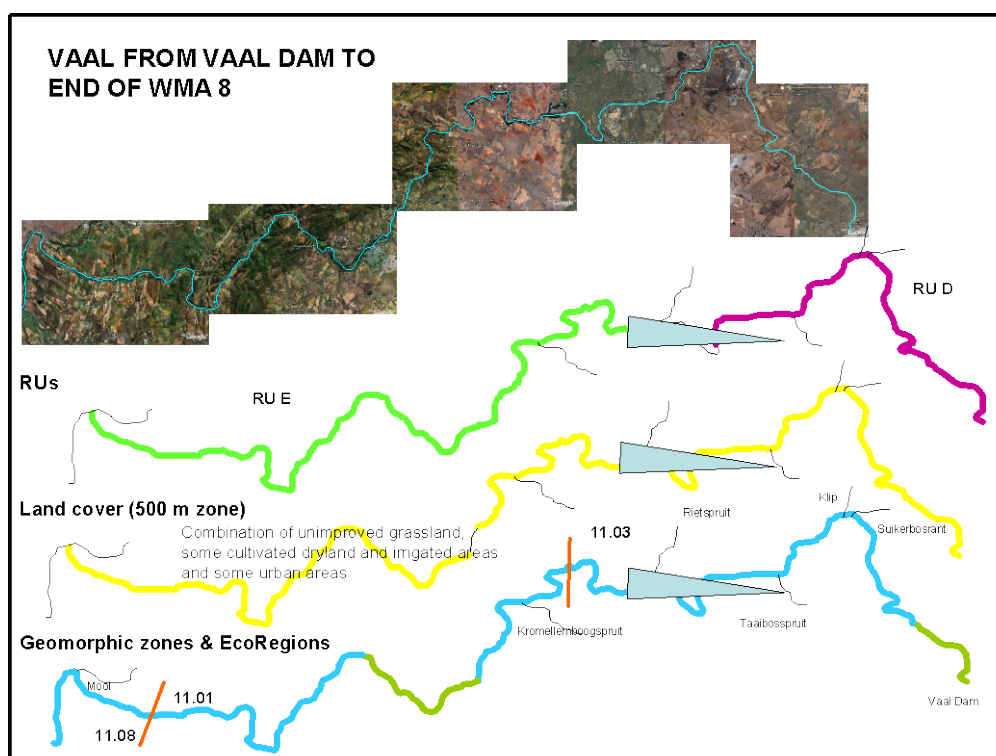 VAAL FROM VAAL DAM TO
END OF WMA 8
Google
Google
RU D
RUs
RU E
Land cover (500 m zone)
Combination of unimproved grassland,
some cultivated dryland and irrigated areas
and some urban areas
Rietspruit
Klip
Suikerbosrant
11.03
Kromellemboogspruit
Taaibosspruit
Geomorphic zones & EcoRegions
Mooi
11.01
11.08
Vaal Dam